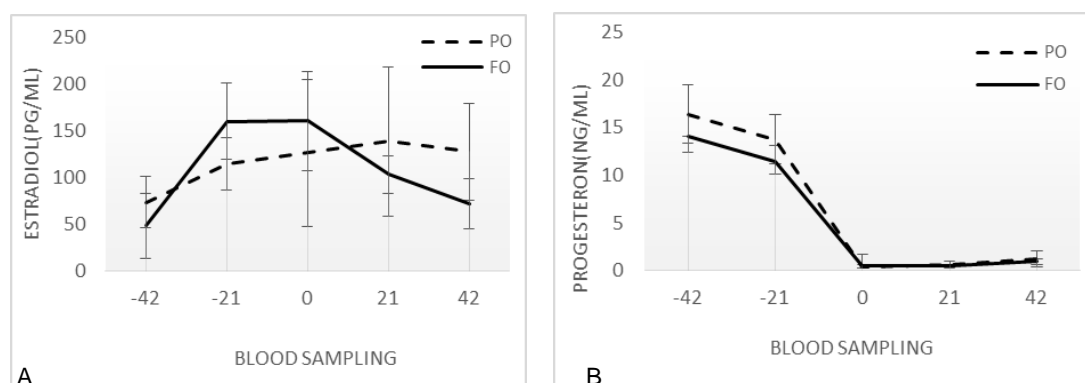 ESTRADIOL(PG/ML)
250
200
150
100
50
0
-42 -21 0 21 42
BLOOD SAMPLING
PO
FO
A
PROGESTERON(NG/ML)
25
20
15
10
5
0
-42 -21 0 21 42
BLOOD SAMPLING
PO
FO
B